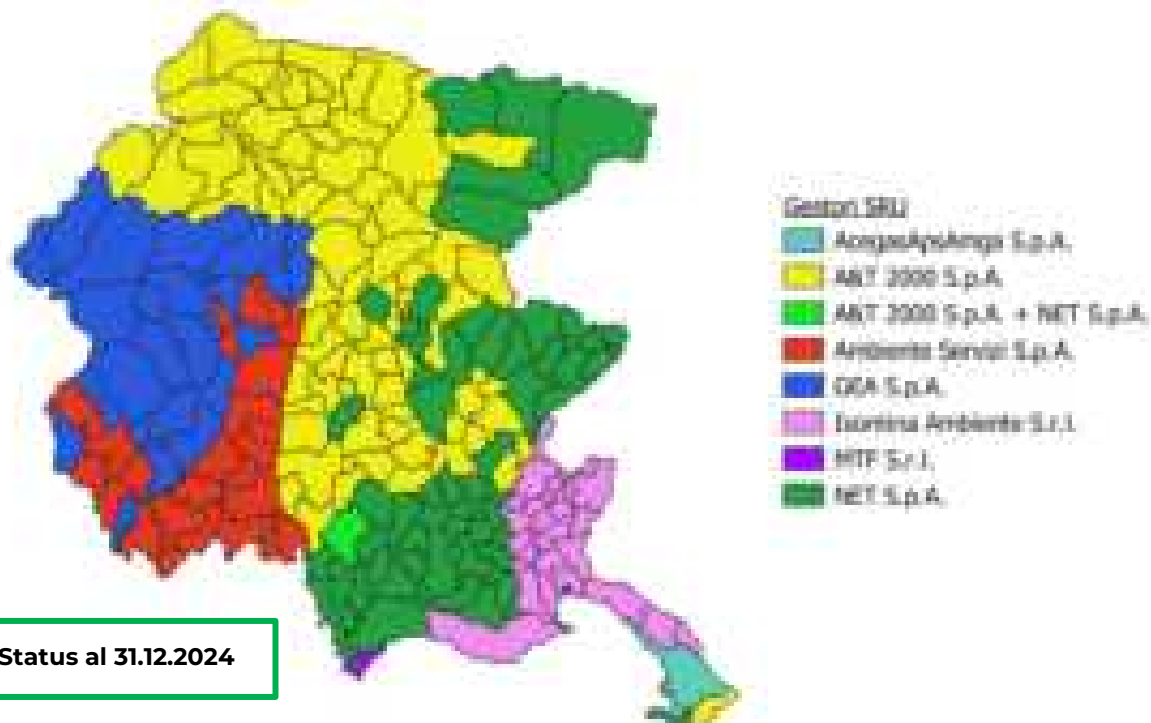 Gestori SRU
AcegasApsAmga S.p.A.
A&T 2000 S.p.A.
A&T 2000 S.p.A. + NET S.p.A.
Ambiente Servizi S.p.A.
GEA S.p.A.
Isontina Ambiente S.r.l.
MTF S.r.l.
NET S.p.A.
Status al 31.12.2024